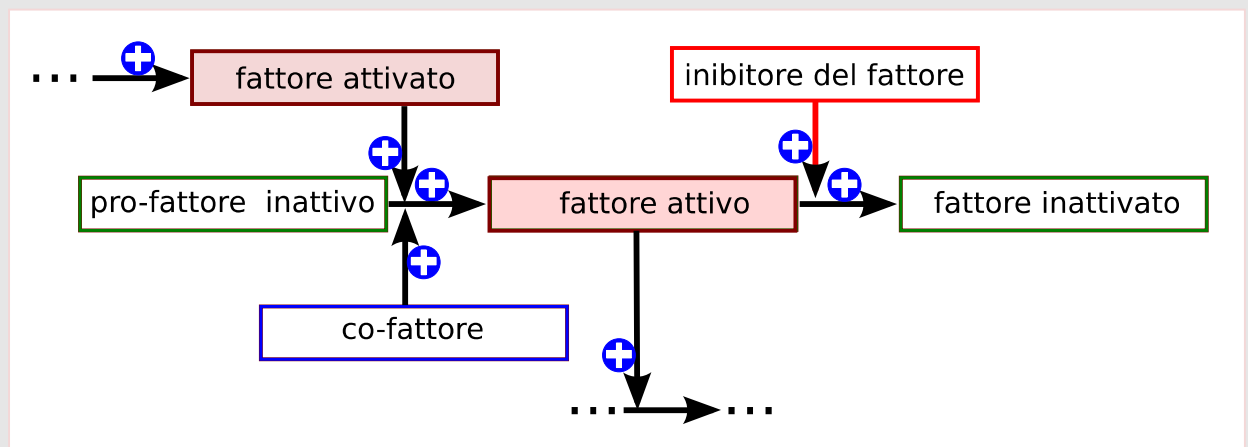 ... fattore attivato
inibitore del fattore
pro-fattore inattivo
fattore attivo
fattore inattivato
co-fattore
... ...